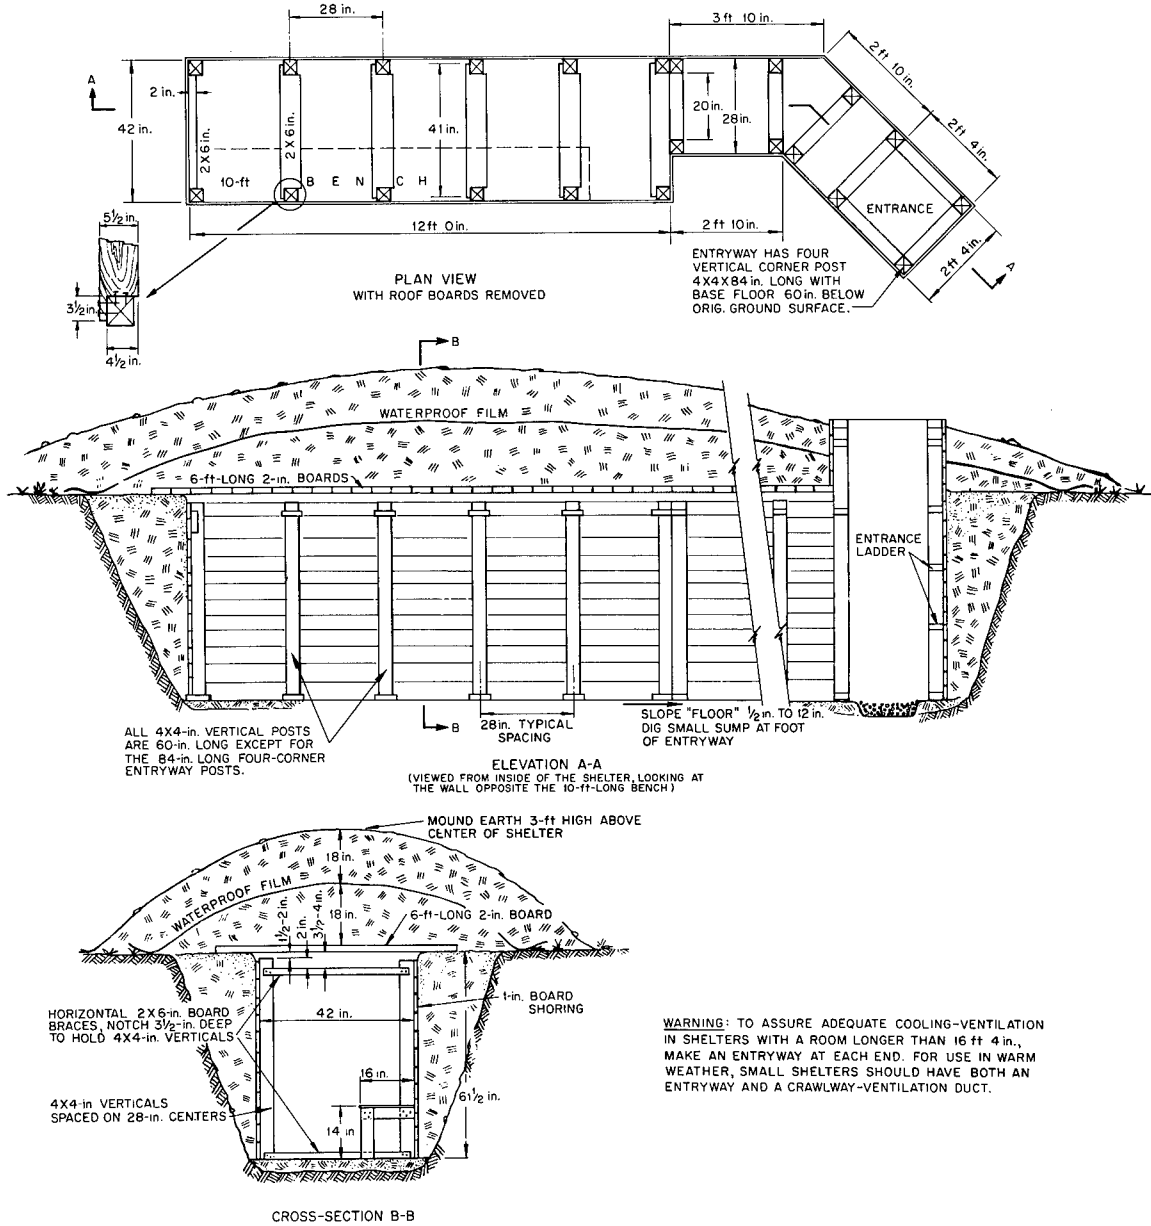 28 in.
3 ft 10 in.
2 ft 10 in.
2 ft 4 in.
A
2 in.
42 in.
2X6 in.
2X6 in.
41 in.
20 in.
28 in.
10-ft BENCH
ENTRANCE
5½ in.
12 ft 0 in.
2 ft 10 in.
2 ft 4 in.
A
3½ in.
4½ in.
PLAN VIEW
WITH ROOF BOARDS REMOVED
ENTRYWAY HAS FOUR
VERTICAL CORNER POST
4X4X84 in. LONG WITH
BASE FLOOR 60 in. BELOW
ORIG. GROUND SURFACE.
B
WATERPROOF FILM
6-ft-LONG 2-in. BOARDS
ENTRANCE
LADDER
B
28 in. TYPICAL
SPACING
SLOPE "FLOOR" ½ in. TO 12 in.
DIG SMALL SUMP AT FOOT
OF ENTRYWAY
ALL 4X4-in. VERTICAL POSTS
ARE 60-in. LONG EXCEPT FOR
THE 84-in. LONG FOUR-CORNER
ENTRYWAY POSTS.
ELEVATION A-A
(VIEWED FROM INSIDE OF THE SHELTER, LOOKING AT
THE WALL OPPOSITE THE 10-ft-LONG BENCH)
MOUND EARTH 3-ft HIGH ABOVE
CENTER OF SHELTER
18 in.
WATERPROOF FILM
18 in.
1½-2 in.
2 in.
3½-4 in.
6-ft-LONG 2-in. BOARD
1-in. BOARD
SHORING
HORIZONTAL 2X6-in. BOARD
BRACES, NOTCH 3½-in. DEEP
TO HOLD 4X4-in. VERTICALS
42 in.
16 in.
4X4-in VERTICALS
SPACED ON 28-in. CENTERS
14 in
61½ in.
CROSS-SECTION B-B
WARNING: TO ASSURE ADEQUATE COOLING-VENTILATION
IN SHELTERS WITH A ROOM LONGER THAN 16 ft 4 in.,
MAKE AN ENTRYWAY AT EACH END. FOR USE IN WARM
WEATHER, SMALL SHELTERS SHOULD HAVE BOTH AN
ENTRYWAY AND A CRAWLWAY-VENTILATION DUCT.